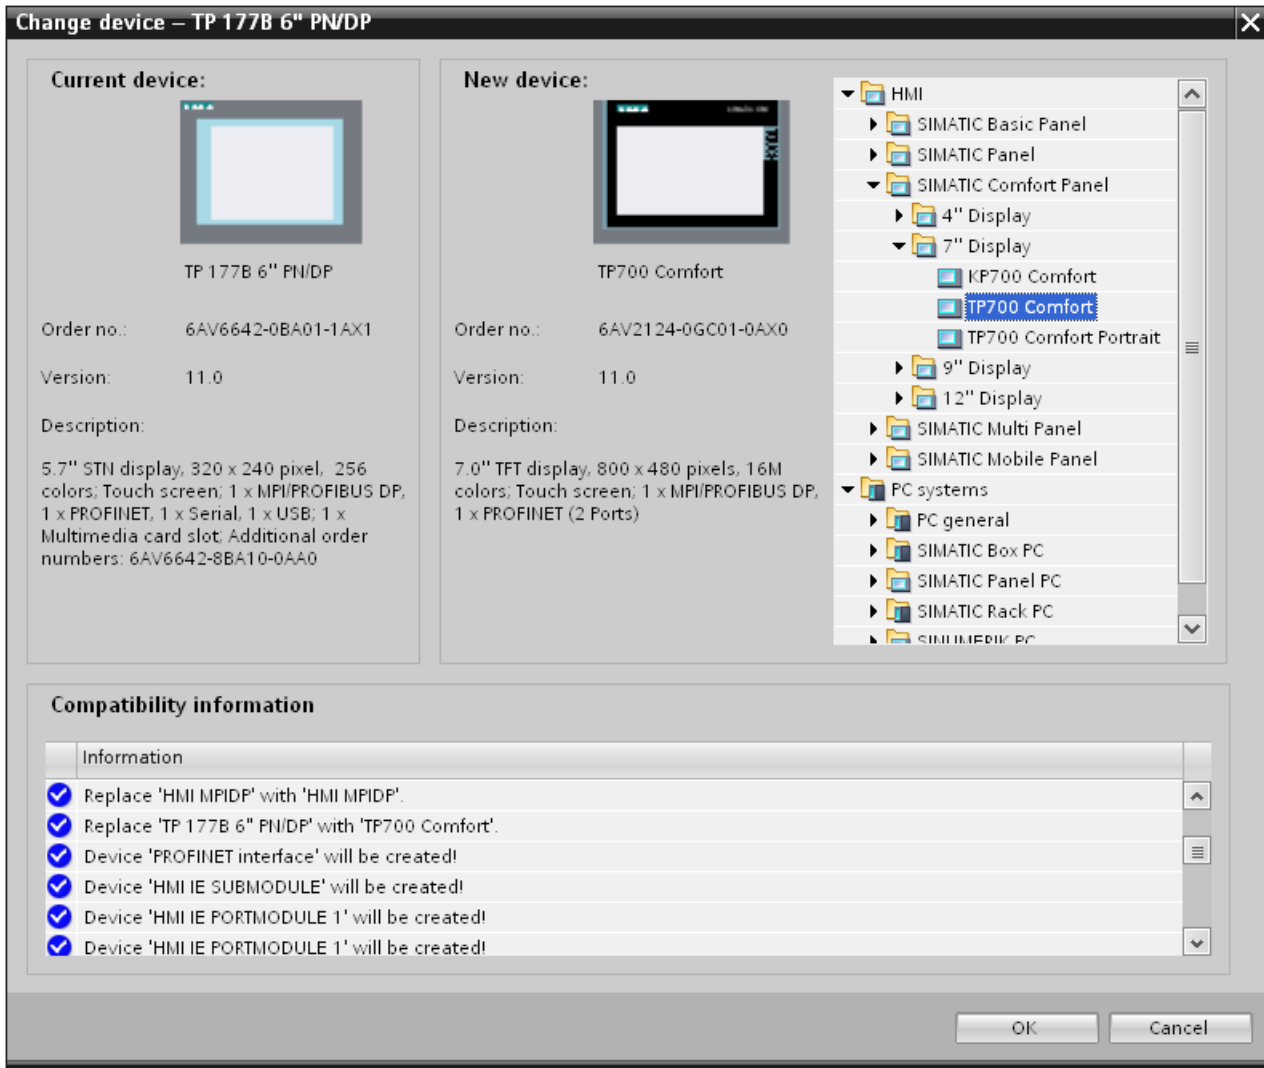 Change device – TP 177B 6" PN/DP
Current device:
TP 177B 6" PN/DP
Order no.: 6AV6642-0BA01-1AX1
Version: 11.0
Description:
5.7" STN display, 320 x 240 pixel, 256
colors; Touch screen; 1 x MPI/PROFIBUS DP,
1 x PROFINET, 1 x Serial, 1 x USB; 1 x
Multimedia card slot; Additional order
numbers: 6AV6642-8BA10-0AA0
New device:
TOUCH
TP700 Comfort
Order no.: 6AV2124-0GC01-0AX0
Version: 11.0
Description:
7.0" TFT display, 800 x 480 pixels, 16M
colors; Touch screen; 1 x MPI/PROFIBUS DP,
1 x PROFINET (2 Ports)
HMI
SIMATIC Basic Panel
SIMATIC Panel
SIMATIC Comfort Panel
4" Display
7" Display
KP700 Comfort
TP700 Comfort
TP700 Comfort Portrait
9" Display
12" Display
SIMATIC Multi Panel
SIMATIC Mobile Panel
PC systems
PC general
SIMATIC Box PC
SIMATIC Panel PC
SIMATIC Rack PC
SINUMERIK PC
Compatibility information
Information
Replace 'HMI MPIDP' with 'HMI MPIDP'.
Replace 'TP 177B 6" PN/DP' with 'TP700 Comfort'.
Device 'PROFINET interface' will be created!
Device 'HMI IE SUBMODULE' will be created!
Device 'HMI IE PORTMODULE 1' will be created!
Device 'HMI IE PORTMODULE 1' will be created!
OK
Cancel